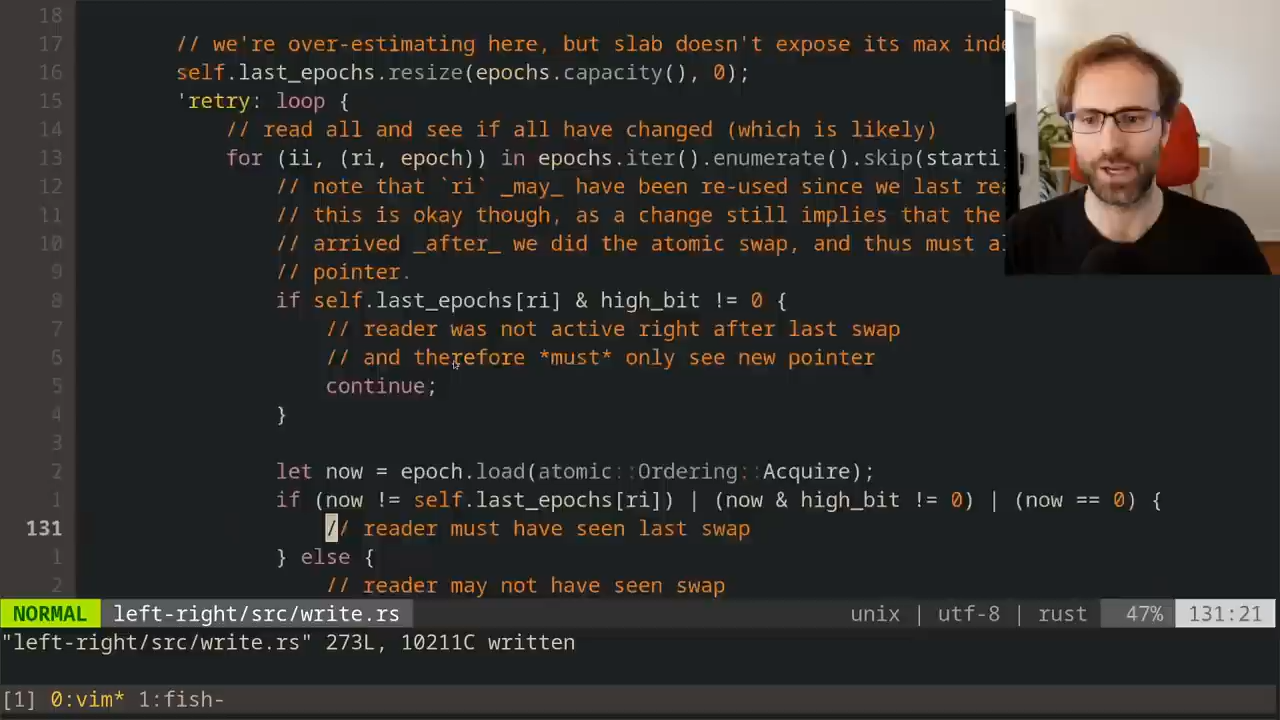 18
17 // we're over-estimating here, but slab doesn't expose its max
16 self.last_epochs.resize(epochs.capacity(), 0);
15 'retry: loop {
14 // read all and see if all have changed (which is likely)
13 for (ii, (ri, epoch)) in epochs.iter().enumerate().skip(starti
12 // note that `ri` _may_ have been re-used since we last
11 // this is okay though, as a change still implies that the
10 // arrived _after_ we did the atomic swap, and thus must
9 // pointer.
8 if self.last_epochs[ri] & high_bit != 0 {
7 // reader was not active right after last swap
6 // and therefore *must* only see new pointer
5 continue;
4 }
3
2 let now = epoch.load(atomic::Ordering::Acquire);
1 if (now != self.last_epochs[ri]) | (now & high_bit != 0) | (now == 0) {
131 // reader must have seen last swap
1 } else {
2 // reader may not have seen swap
NORMAL left-right/src/write.rs unix | utf-8 | rust 47% 131:21
"left-right/src/write.rs" 273L, 10211C written
[1] 0:vim* 1:fish-